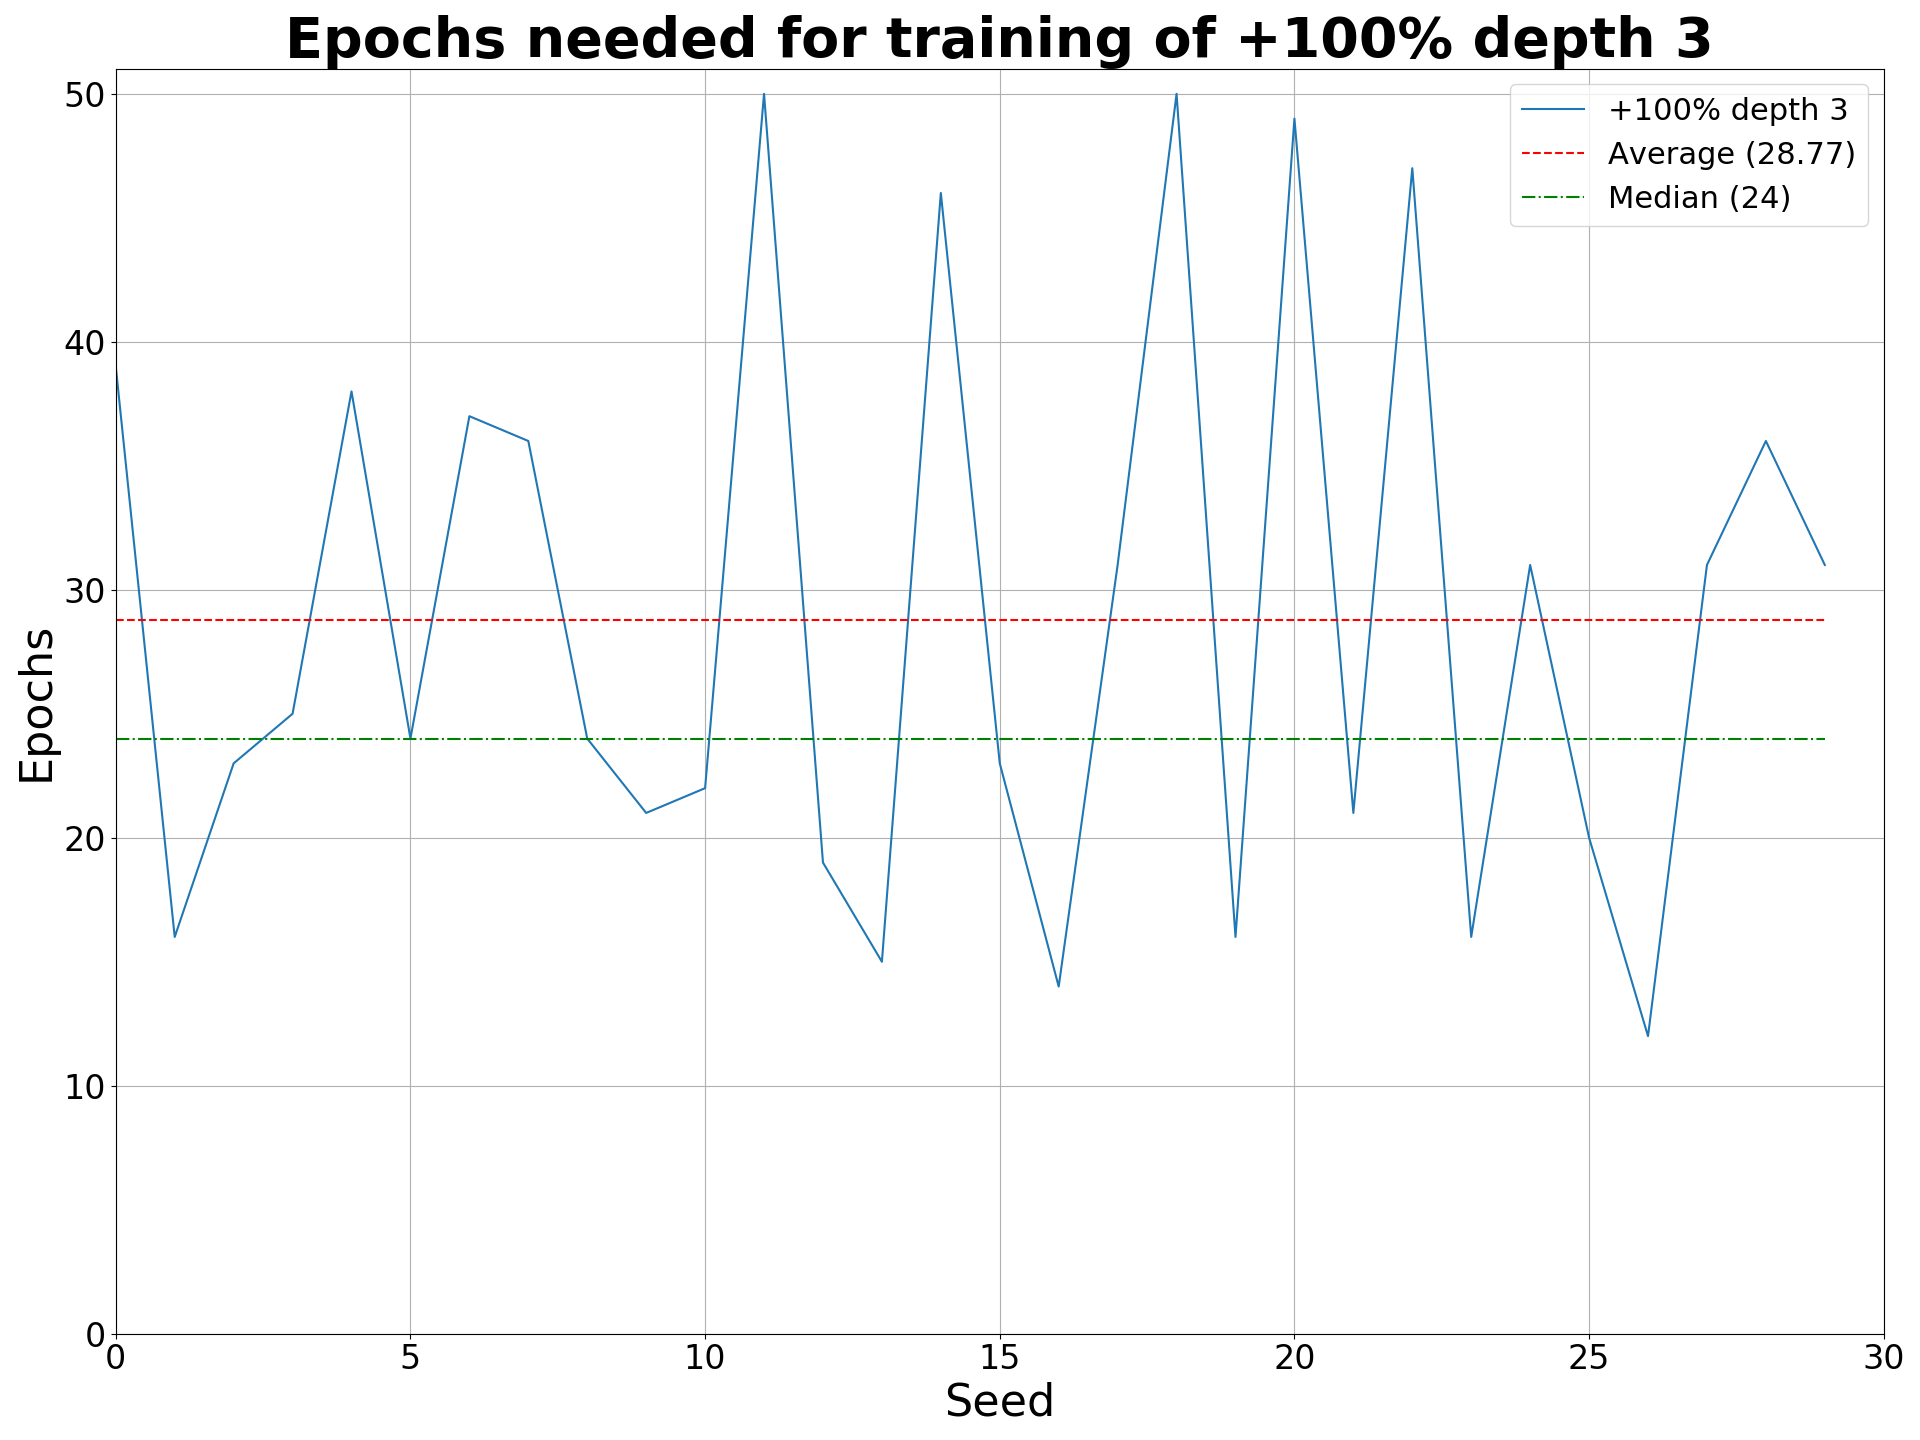 Epochs needed for training of +100% depth 3
+100% depth 3
Average (28.77)
Median (24)
Epochs
50
40
30
20
10
0
0 5 10 15 20 25 30
Seed